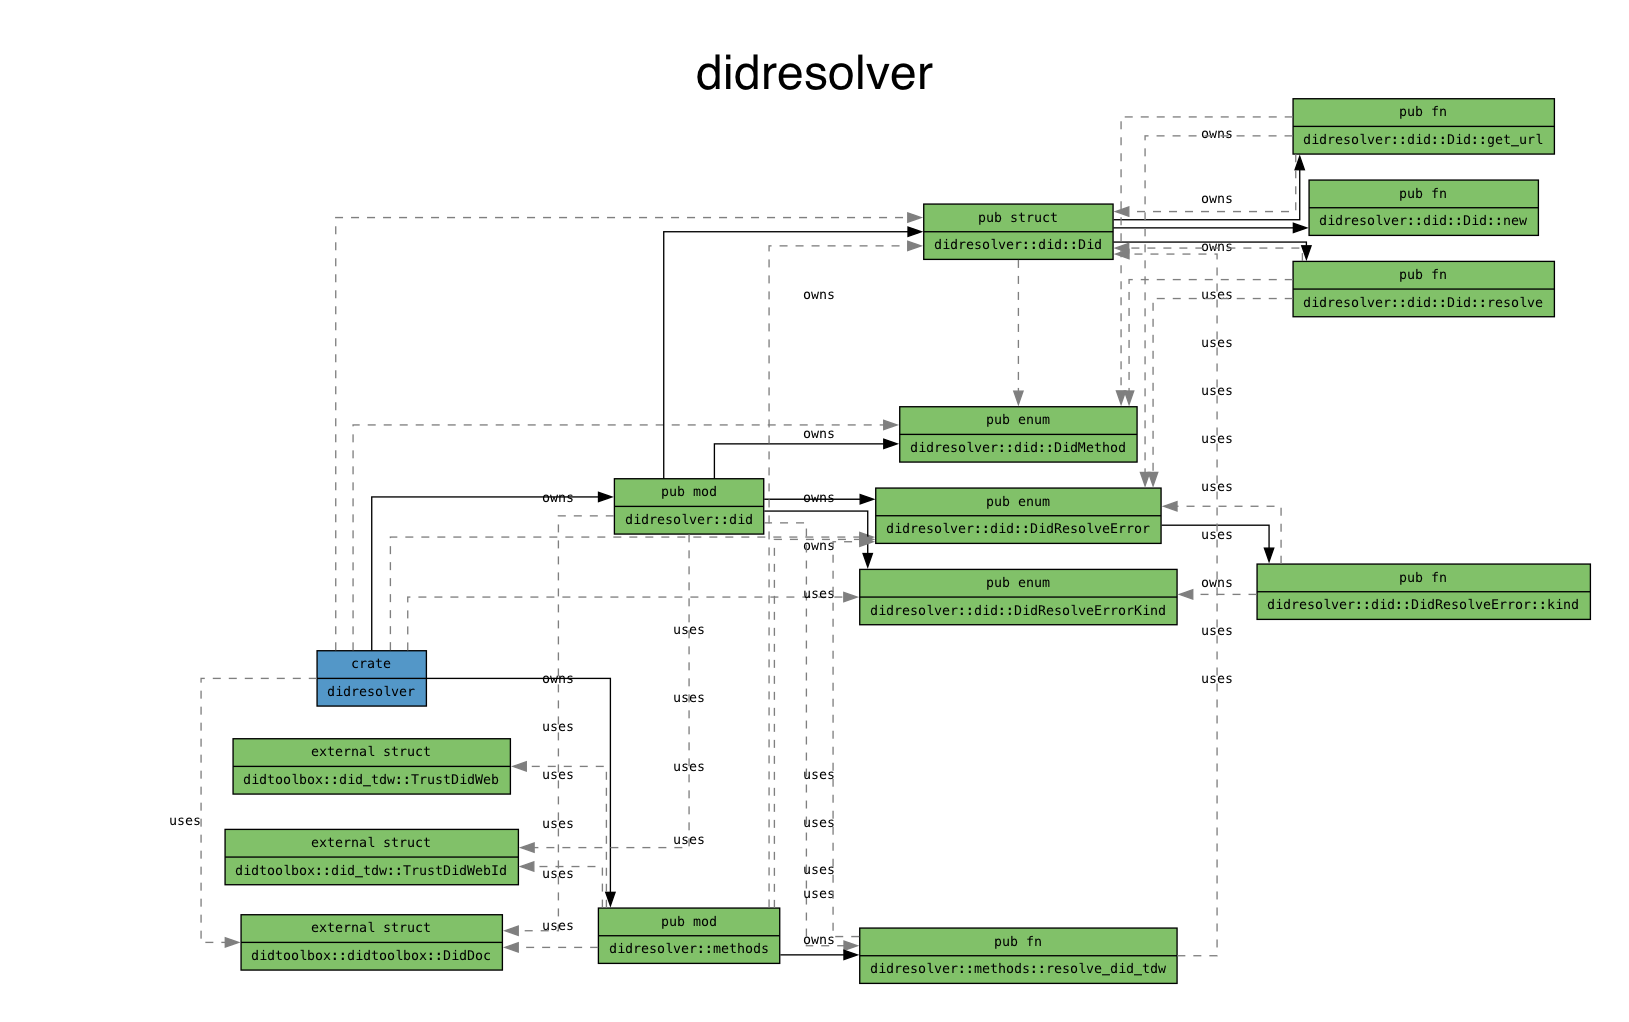 didresolver
pub fn
didresolver::did::Did::get_url
owns
pub fn
didresolver::did::Did::new
owns
pub struct
didresolver::did::Did
owns
pub fn
didresolver::did::Did::resolve
owns
uses
uses
uses
pub enum
didresolver::did::DidMethod
owns
uses
pub mod
didresolver::did
owns
owns
pub enum
didresolver::did::DidResolveError
uses
uses
owns
pub enum
didresolver::did::DidResolveErrorKind
uses
owns
pub fn
didresolver::did::DidResolveError::kind
uses
uses
crate
didresolver
owns
uses
uses
uses
external struct
didtoolbox::did_tdw::TrustDidWeb
uses
uses
uses
uses
uses
uses
uses
external struct
didtoolbox::did_tdw::TrustDidWebId
uses
uses
uses
uses
external struct
didtoolbox::didtoolbox::DidDoc
uses
pub mod
didresolver::methods
owns
pub fn
didresolver::methods::resolve_did_tdw